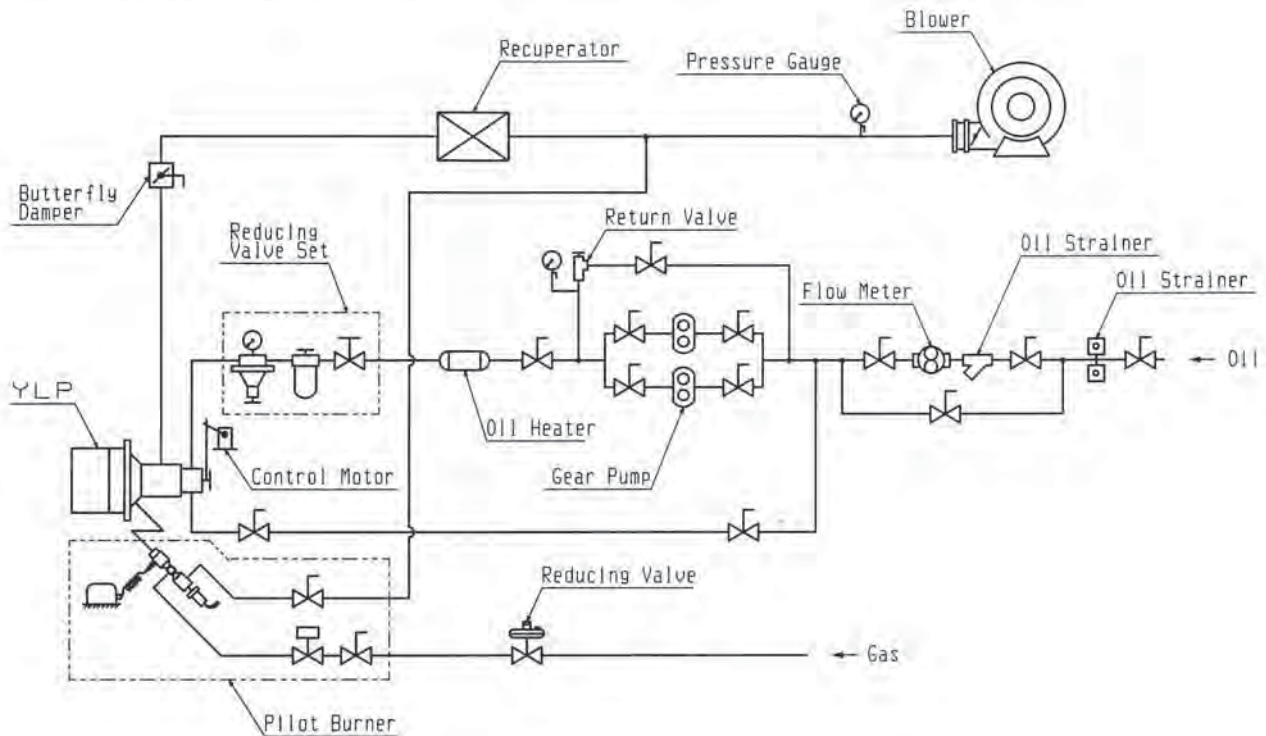 Blower
Recuperator
Pressure Gauge
Butterfly
Damper
Reducing
Valve Set
Return Valve
Oil Strainer
Oil Strainer
Flow Meter
Oil
YLP
Oil Heater
Control Motor
Gear Pump
Reducing Valve
Gas
Pilot Burner